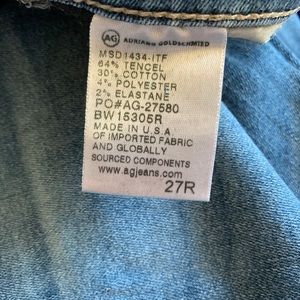 AG ADRIANO GOLDSCHMIED
MSD1434-ITF
64% TENCEL
30% COTTON
4% POLYESTER
2% ELASTANE
PO#AG-27580
BW15305R
MADE IN U.S.A
OF IMPORTED FABRIC
AND GLOBALLY
SOURCED COMPONENTS
www.agjeans.com
27R